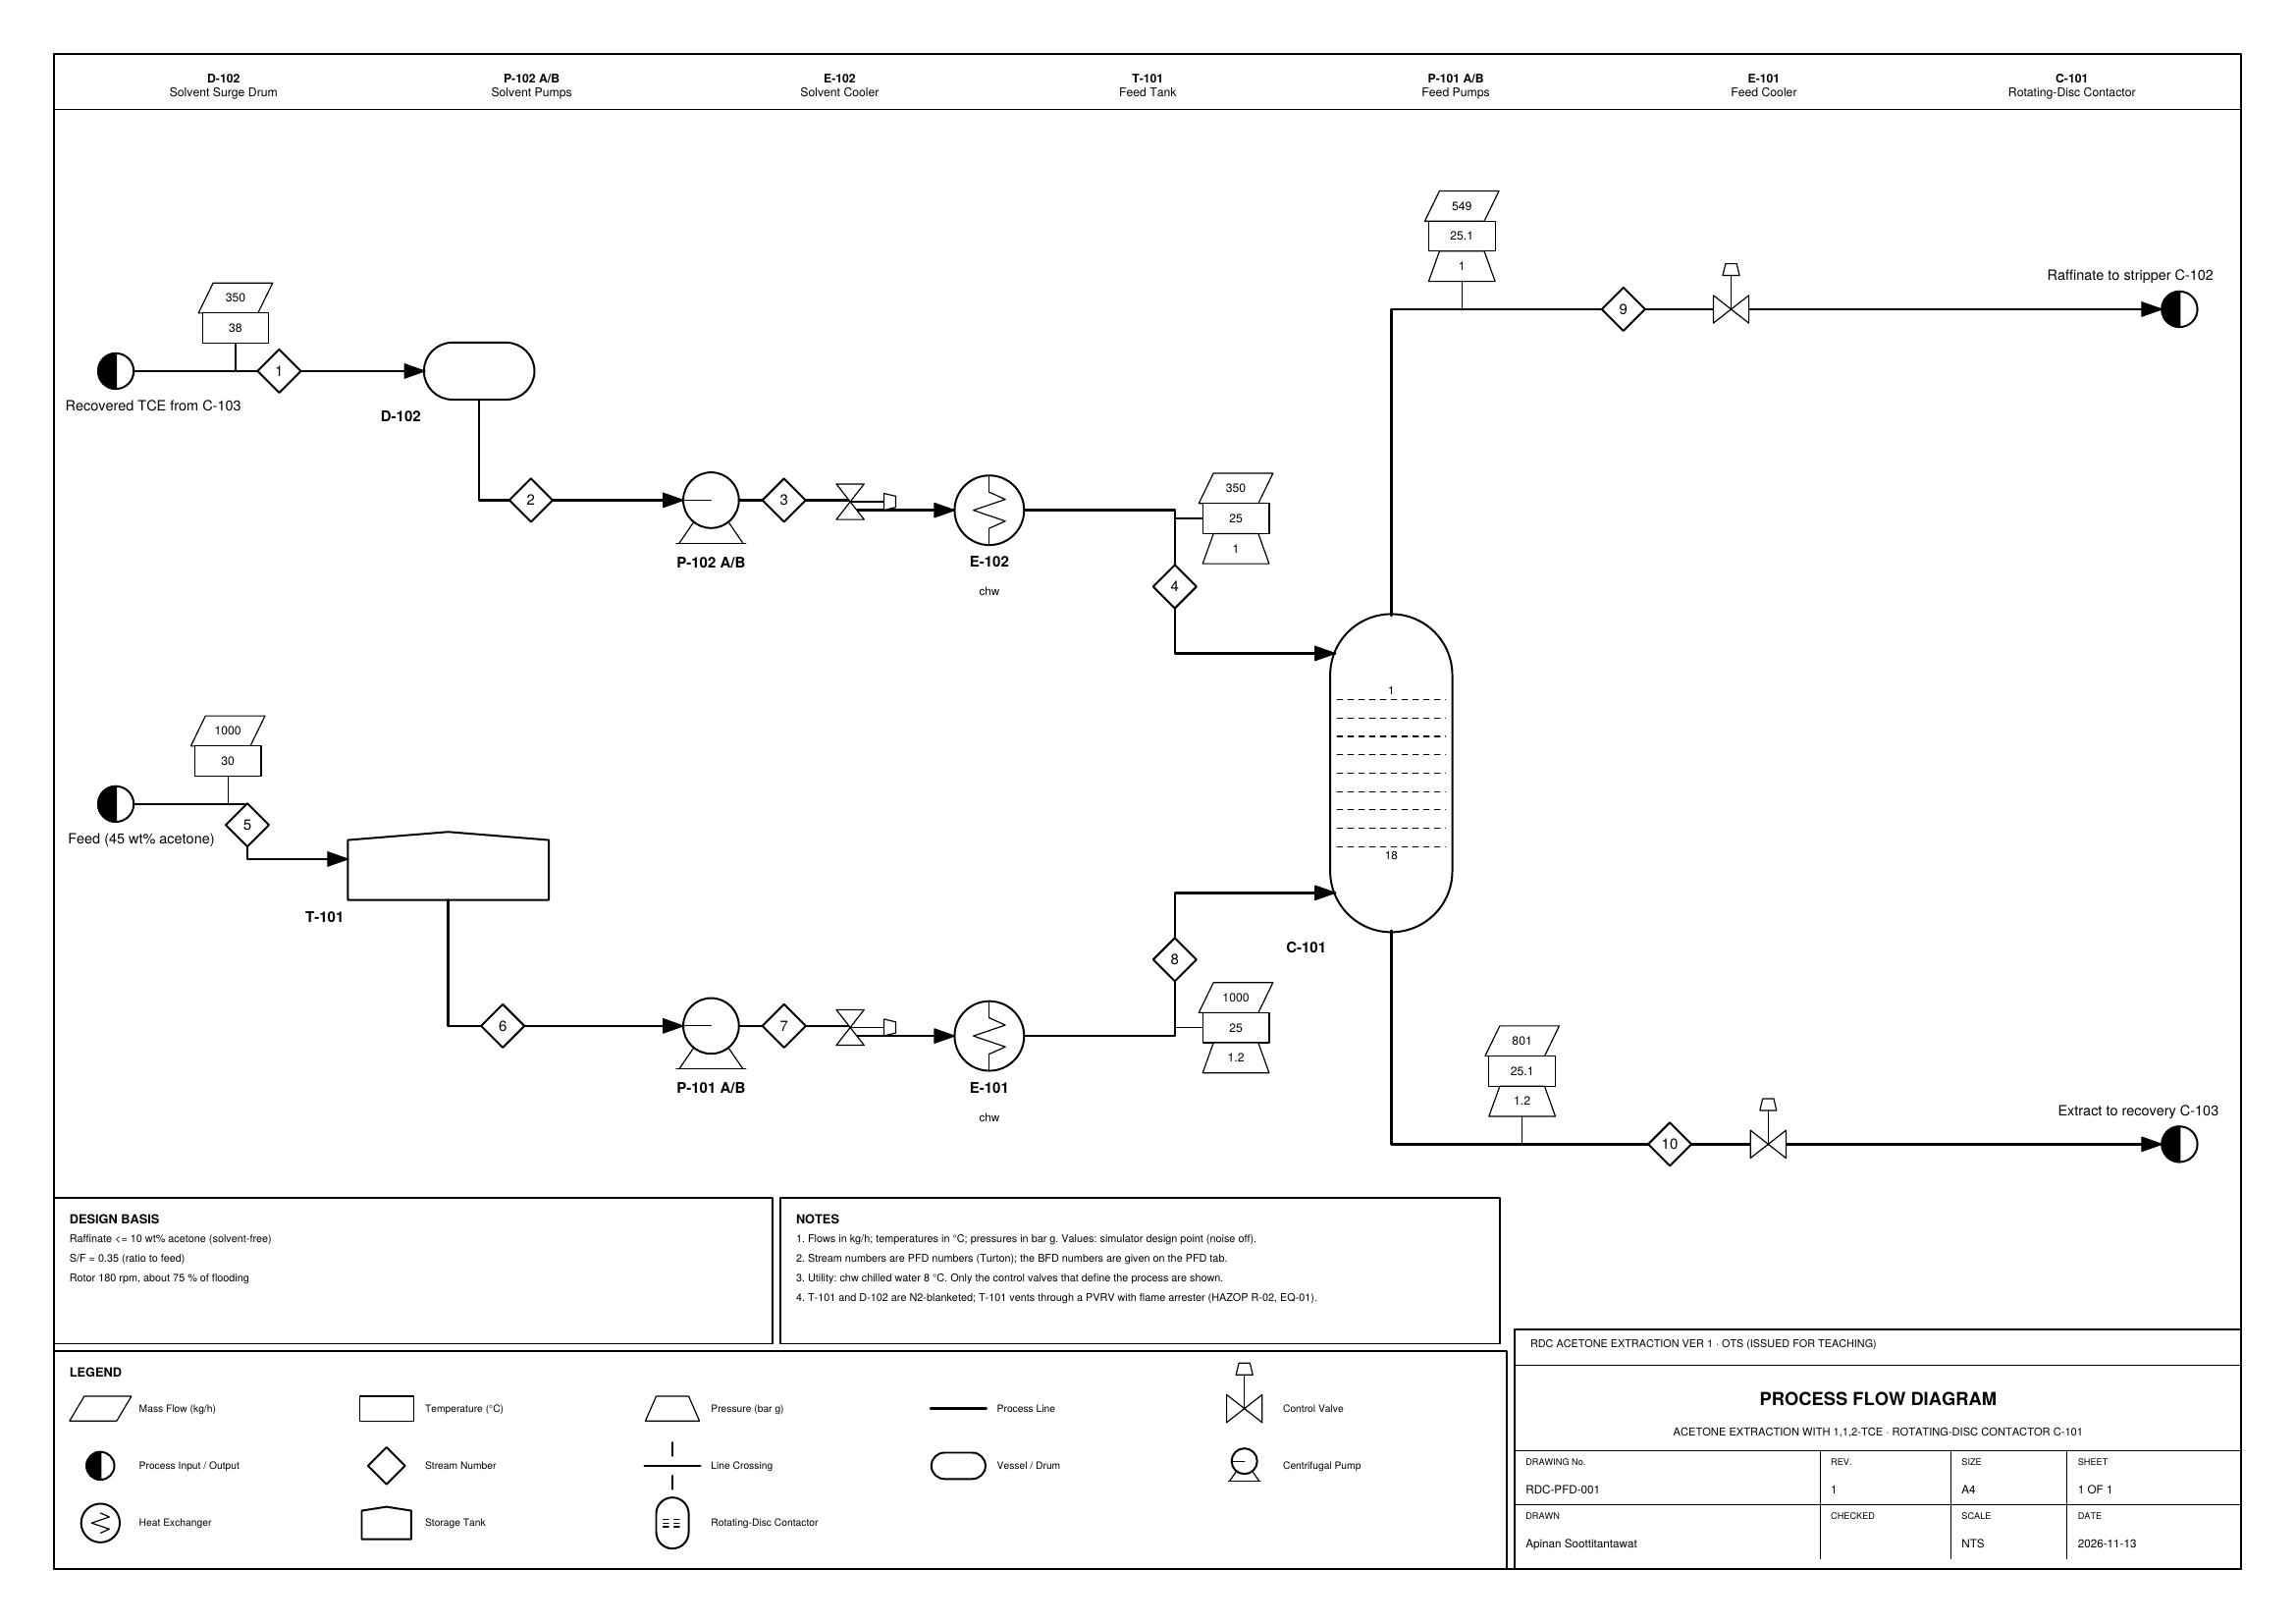 D-102
Solvent Surge Drum
P-102 A/B
Solvent Pumps
E-102
Solvent Cooler
T-101
Feed Tank
P-101 A/B
Feed Pumps
E-101
Feed Cooler
C-101
Rotating-Disc Contactor
549
25.1
1
9
Raffinate to stripper C-102
350
38
1
Recovered TCE from C-103
D-102
2
P-102 A/B
3
E-102
chw
350
25
1
4
1
18
C-101
1000
30
5
Feed (45 wt% acetone)
T-101
6
P-101 A/B
7
E-101
chw
8
1000
25
1.2
801
25.1
1.2
10
Extract to recovery C-103
DESIGN BASIS
Raffinate <= 10 wt% acetone (solvent-free)
S/F = 0.35 (ratio to feed)
Rotor 180 rpm, about 75 % of flooding
NOTES
1. Flows in kg/h; temperatures in °C; pressures in bar g. Values: simulator design point (noise off).
2. Stream numbers are PFD numbers (Turton); the BFD numbers are given on the PFD tab.
3. Utility: chw chilled water 8 °C. Only the control valves that define the process are shown.
4. T-101 and D-102 are N2-blanketed; T-101 vents through a PVRV with flame arrester (HAZOP R-02, EQ-01).
LEGEND
Mass Flow (kg/h)
Temperature (°C)
Pressure (bar g)
Process Line
Control Valve
Process Input / Output
Stream Number
Line Crossing
Vessel / Drum
Centrifugal Pump
Heat Exchanger
Storage Tank
Rotating-Disc Contactor
RDC ACETONE EXTRACTION VER 1 · OTS (ISSUED FOR TEACHING)
PROCESS FLOW DIAGRAM
ACETONE EXTRACTION WITH 1,1,2-TCE · ROTATING-DISC CONTACTOR C-101
DRAWING No.
RDC-PFD-001
REV.
1
SIZE
A4
SHEET
1 OF 1
DRAWN
Apinan Soottitantawat
CHECKED
SCALE
NTS
DATE
2026-11-13